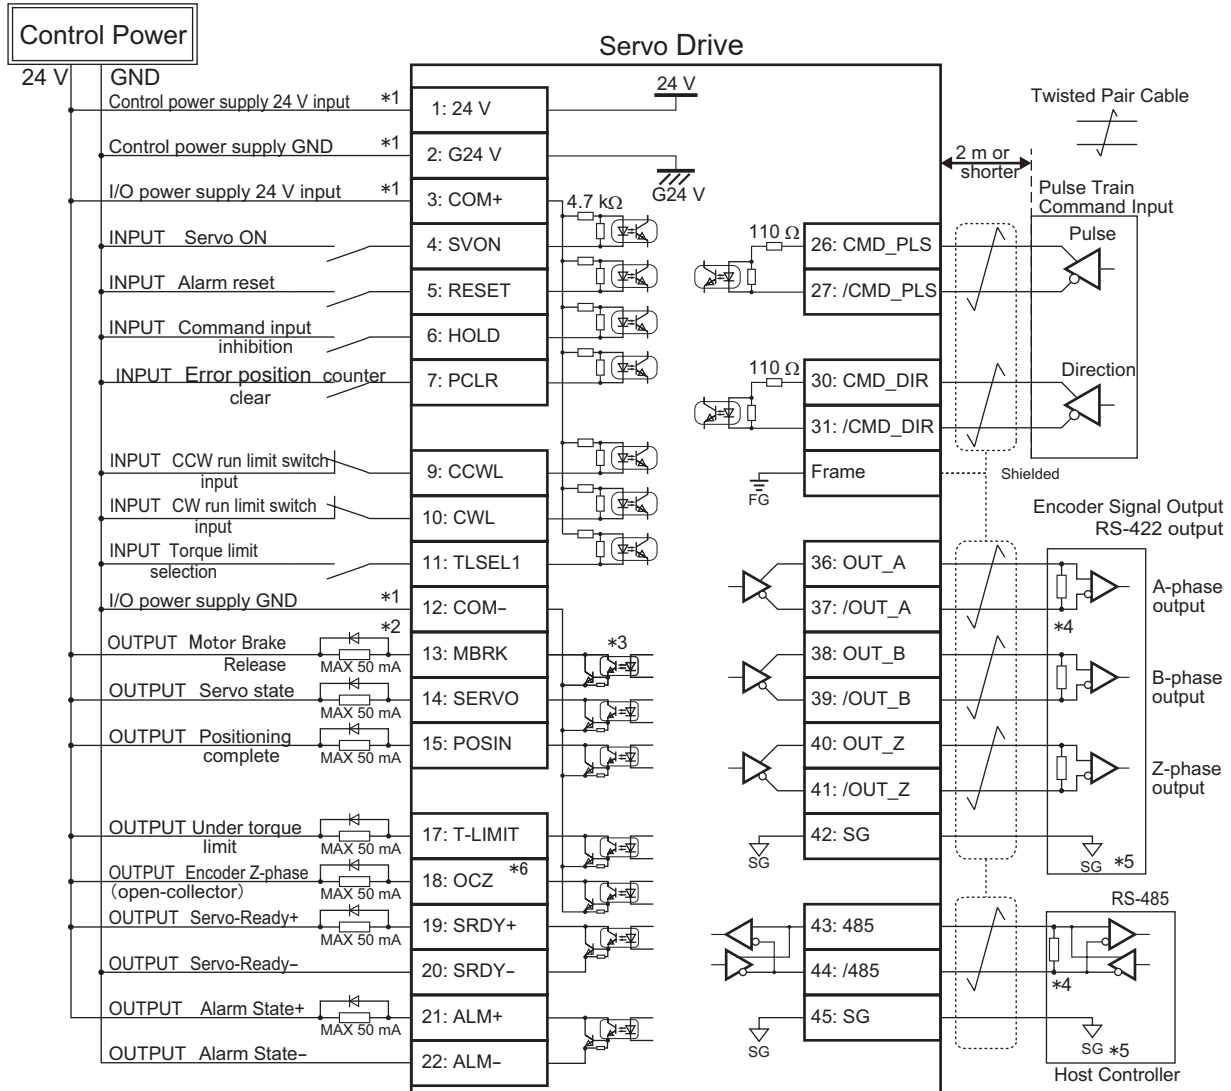 Control Power
24 V
GND
Servo Drive
Control power supply 24 V input *1
1: 24 V
24 V
Control power supply GND *1
2: G24 V
G24 V
I/O power supply 24 V input *1
3: COM+
4.7 kΩ
INPUT Servo ON
4: SVON
INPUT Alarm reset
5: RESET
INPUT Command input
inhibition
6: HOLD
INPUT Error position counter
clear
7: PCLR
INPUT CCW run limit switch
input
9: CCWL
INPUT CW run limit switch
input
10: CWL
INPUT Torque limit
selection
11: TLSEL1
I/O power supply GND *1
12: COM−
*2
OUTPUT Motor Brake
Release
MAX 50 mA
13: MBRK
*3
OUTPUT Servo state
MAX 50 mA
14: SERVO
OUTPUT Positioning
complete
MAX 50 mA
15: POSIN
OUTPUT Under torque
limit
MAX 50 mA
17: T-LIMIT
OUTPUT Encoder Z-phase
(open-collector)
MAX 50 mA
18: OCZ *6
OUTPUT Servo-Ready+
MAX 50 mA
19: SRDY+
OUTPUT Servo-Ready−
20: SRDY−
OUTPUT Alarm State+
MAX 50 mA
21: ALM+
OUTPUT Alarm State−
22: ALM−
Twisted Pair Cable
2 m or
shorter
Pulse Train
Command Input
110 Ω
26: CMD_PLS
Pulse
27: /CMD_PLS
110 Ω
30: CMD_DIR
Direction
31: /CMD_DIR
FG
Frame
Shielded
Encoder Signal Output
RS-422 output
36: OUT_A
37: /OUT_A
*4
A-phase
output
38: OUT_B
39: /OUT_B
B-phase
output
40: OUT_Z
41: /OUT_Z
Z-phase
output
SG
42: SG
SG *5
RS-485
43: 485
44: /485
*4
SG
45: SG
SG *5
Host Controller